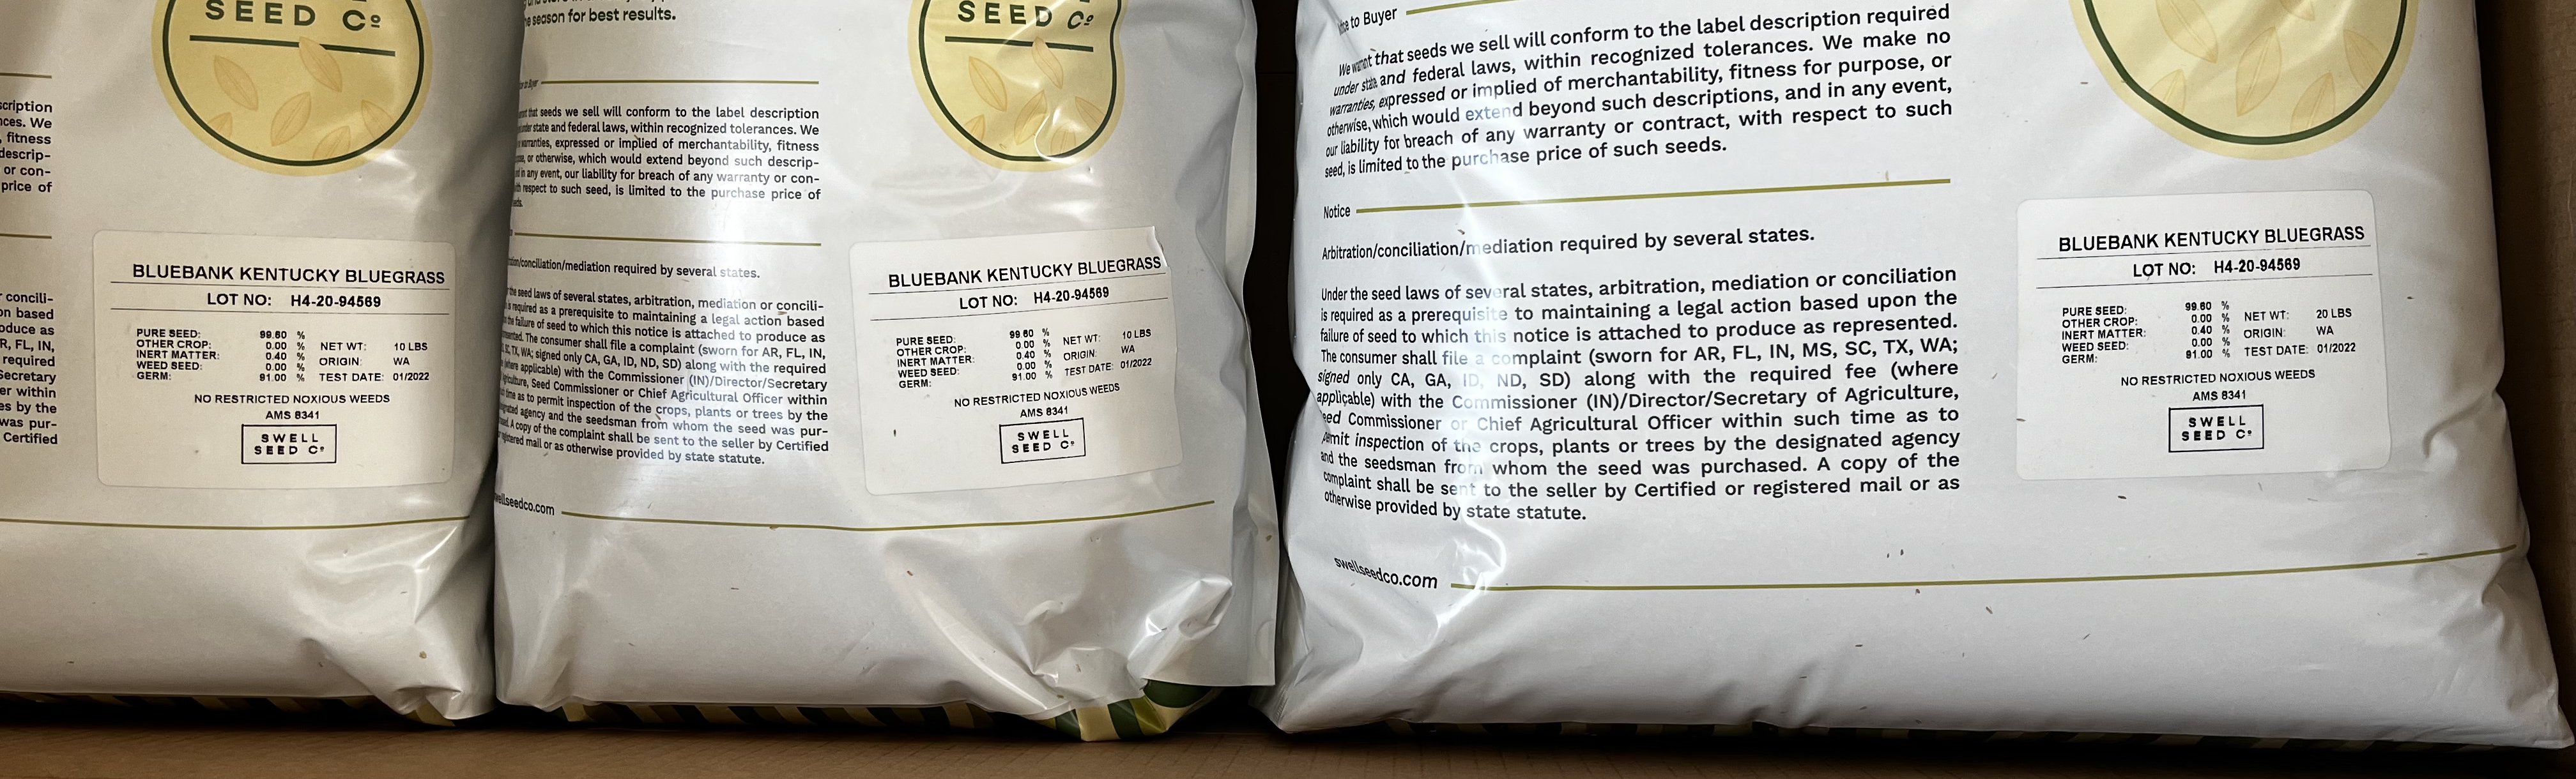 SEED Cº
scription
nces. We
fitness
descrip-
or con-
price of
concili-
on based
oduce as
R, FL, IN,
required
Secretary
er within
es by the
was pur-
Certified
BLUEBANK KENTUCKY BLUEGRASS
LOT NO: H4-20-94569
PURE SEED: 99.60 %
OTHER CROP: 0.00 %
INERT MATTER: 0.40 %
WEED SEED: 0.00 %
GERM: 91.00 %
NET WT: 10 LBS
ORIGIN: WA
TEST DATE: 01/2022
NO RESTRICTED NOXIOUS WEEDS
AMS 8341
SWELL
SEED Cº
season for best results.
SEED Cº
that seeds we sell will conform to the label description
under state and federal laws, within recognized tolerances. We
warranties, expressed or implied of merchantability, fitness
or otherwise, which would extend beyond such descrip-
in any event, our liability for breach of any warranty or con-
respect to such seed, is limited to the purchase price of
/conciliation/mediation required by several states.
the seed laws of several states, arbitration, mediation or concili-
is required as a prerequisite to maintaining a legal action based
the failure of seed to which this notice is attached to produce as
The consumer shall file a complaint (sworn for AR, FL, IN,
SC, TX, WA; signed only CA, GA, ID, ND, SD) along with the required
(where applicable) with the Commissioner (IN)/Director/Secretary
Agriculture, Seed Commissioner or Chief Agricultural Officer within
time as to permit inspection of the crops, plants or trees by the
agency and the seedsman from whom the seed was pur-
A copy of the complaint shall be sent to the seller by Certified
registered mail or as otherwise provided by state statute.
swellseedco.com
BLUEBANK KENTUCKY BLUEGRASS
LOT NO: H4-20-94569
PURE SEED: 99.60 %
OTHER CROP: 0.00 %
INERT MATTER: 0.40 %
WEED SEED: 0.00 %
GERM: 91.00 %
NET WT: 10 LBS
ORIGIN: WA
TEST DATE: 01/2022
NO RESTRICTED NOXIOUS WEEDS
AMS 8341
SWELL
SEED Cº
to Buyer
We warrant that seeds we sell will conform to the label description required
under state and federal laws, within recognized tolerances. We make no
warranties, expressed or implied of merchantability, fitness for purpose, or
otherwise, which would extend beyond such descriptions, and in any event,
our liability for breach of any warranty or contract, with respect to such
seed, is limited to the purchase price of such seeds.
Notice
Arbitration/conciliation/mediation required by several states.
Under the seed laws of several states, arbitration, mediation or conciliation
is required as a prerequisite to maintaining a legal action based upon the
failure of seed to which this notice is attached to produce as represented.
The consumer shall file a complaint (sworn for AR, FL, IN, MS, SC, TX, WA;
signed only CA, GA, ID, ND, SD) along with the required fee (where
applicable) with the Commissioner (IN)/Director/Secretary of Agriculture,
Seed Commissioner or Chief Agricultural Officer within such time as to
permit inspection of the crops, plants or trees by the designated agency
and the seedsman from whom the seed was purchased. A copy of the
complaint shall be sent to the seller by Certified or registered mail or as
otherwise provided by state statute.
swellseedco.com
BLUEBANK KENTUCKY BLUEGRASS
LOT NO: H4-20-94569
PURE SEED: 99.60 %
OTHER CROP: 0.00 %
INERT MATTER: 0.40 %
WEED SEED: 0.00 %
GERM: 91.00 %
NET WT: 20 LBS
ORIGIN: WA
TEST DATE: 01/2022
NO RESTRICTED NOXIOUS WEEDS
AMS 8341
SWELL
SEED Cº